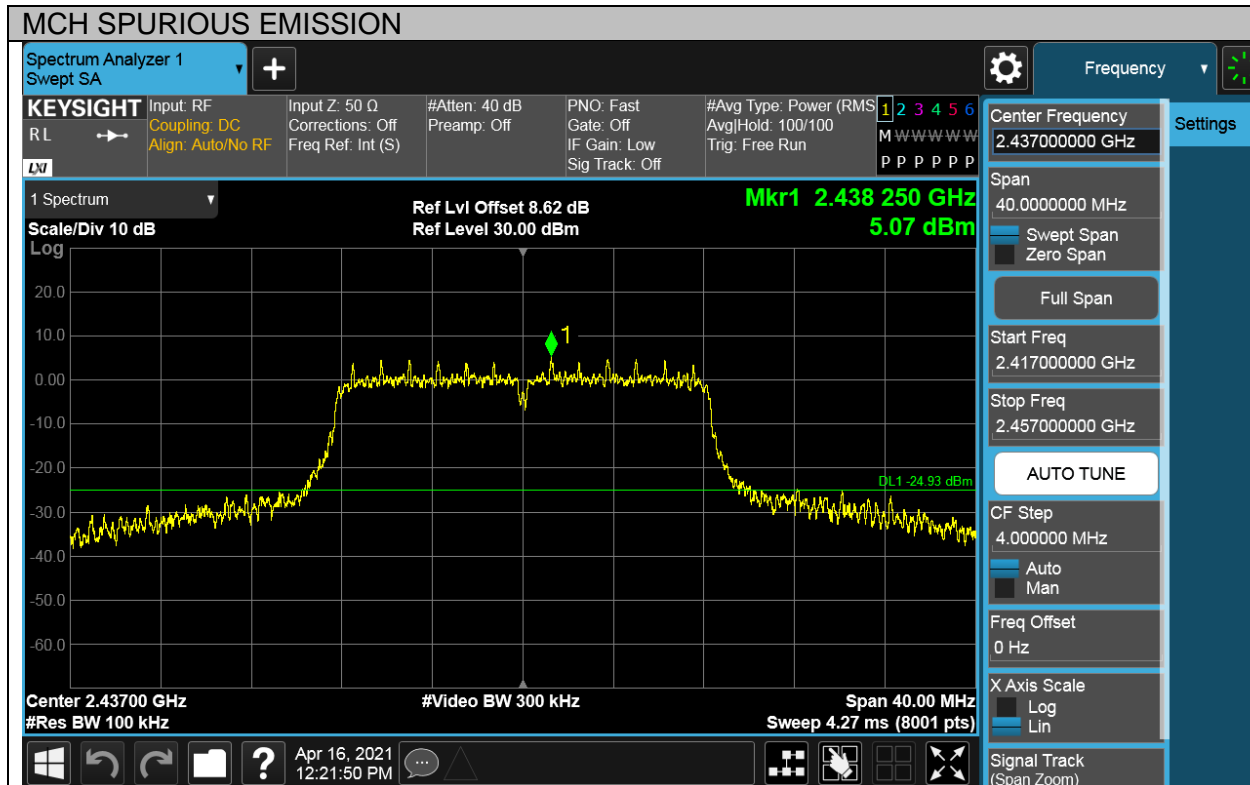 MCH SPURIOUS EMISSION
Spectrum Analyzer 1
Swept SA
+
Frequency
KEYSIGHT
RL
LXI
Input: RF
Coupling: DC
Align: Auto/No RF
Input Z: 50 Ω
Corrections: Off
Freq Ref: Int (S)
#Atten: 40 dB
Preamp: Off
PNO: Fast
Gate: Off
IF Gain: Low
Sig Track: Off
#Avg Type: Power (RMS
Avg|Hold: 100/100
Trig: Free Run
1 2 3 4 5 6
M W W W W W
P P P P P P
1 Spectrum
Scale/Div 10 dB
Ref Lvl Offset 8.62 dB
Ref Level 30.00 dBm
Mkr1 2.438 250 GHz
5.07 dBm
Log
20.0
10.0
0.00
-10.0
-20.0
-30.0
-40.0
-50.0
-60.0
1
DL1 -24.93 dBm
Center 2.43700 GHz
#Res BW 100 kHz
#Video BW 300 kHz
Span 40.00 MHz
Sweep 4.27 ms (8001 pts)
?
Apr 16, 2021
12:21:50 PM
Center Frequency
2.437000000 GHz
Settings
Span
40.0000000 MHz
Swept Span
Zero Span
Full Span
Start Freq
2.417000000 GHz
Stop Freq
2.457000000 GHz
AUTO TUNE
CF Step
4.000000 MHz
Auto
Man
Freq Offset
0 Hz
X Axis Scale
Log
Lin
Signal Track
(Span Zoom)